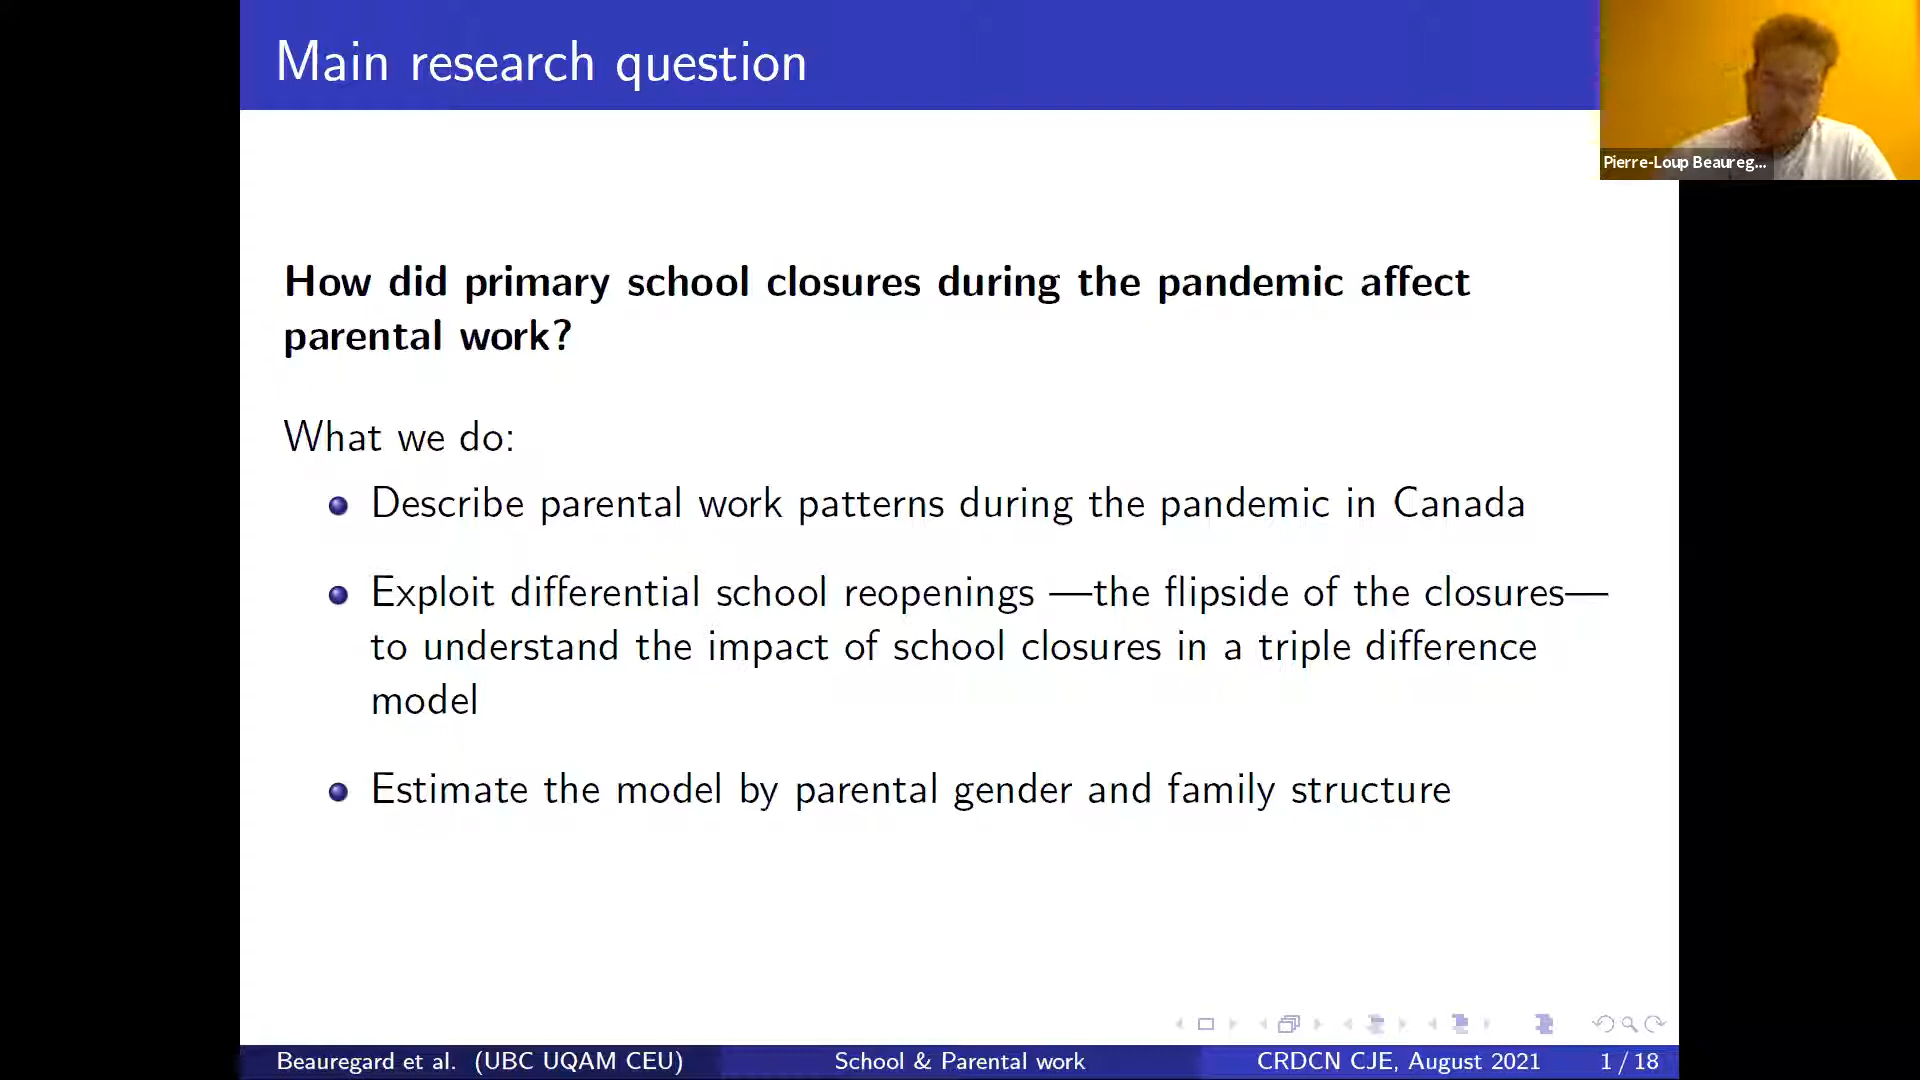 Main research question
Pierre-Loup Beaureg...
How did primary school closures during the pandemic affect
parental work?
What we do:
Describe parental work patterns during the pandemic in Canada
Exploit differential school reopenings —the flipside of the closures—
to understand the impact of school closures in a triple difference
model
Estimate the model by parental gender and family structure
Beauregard et al. (UBC UQAM CEU) School & Parental work CRDCN CJE, August 2021 1 / 18